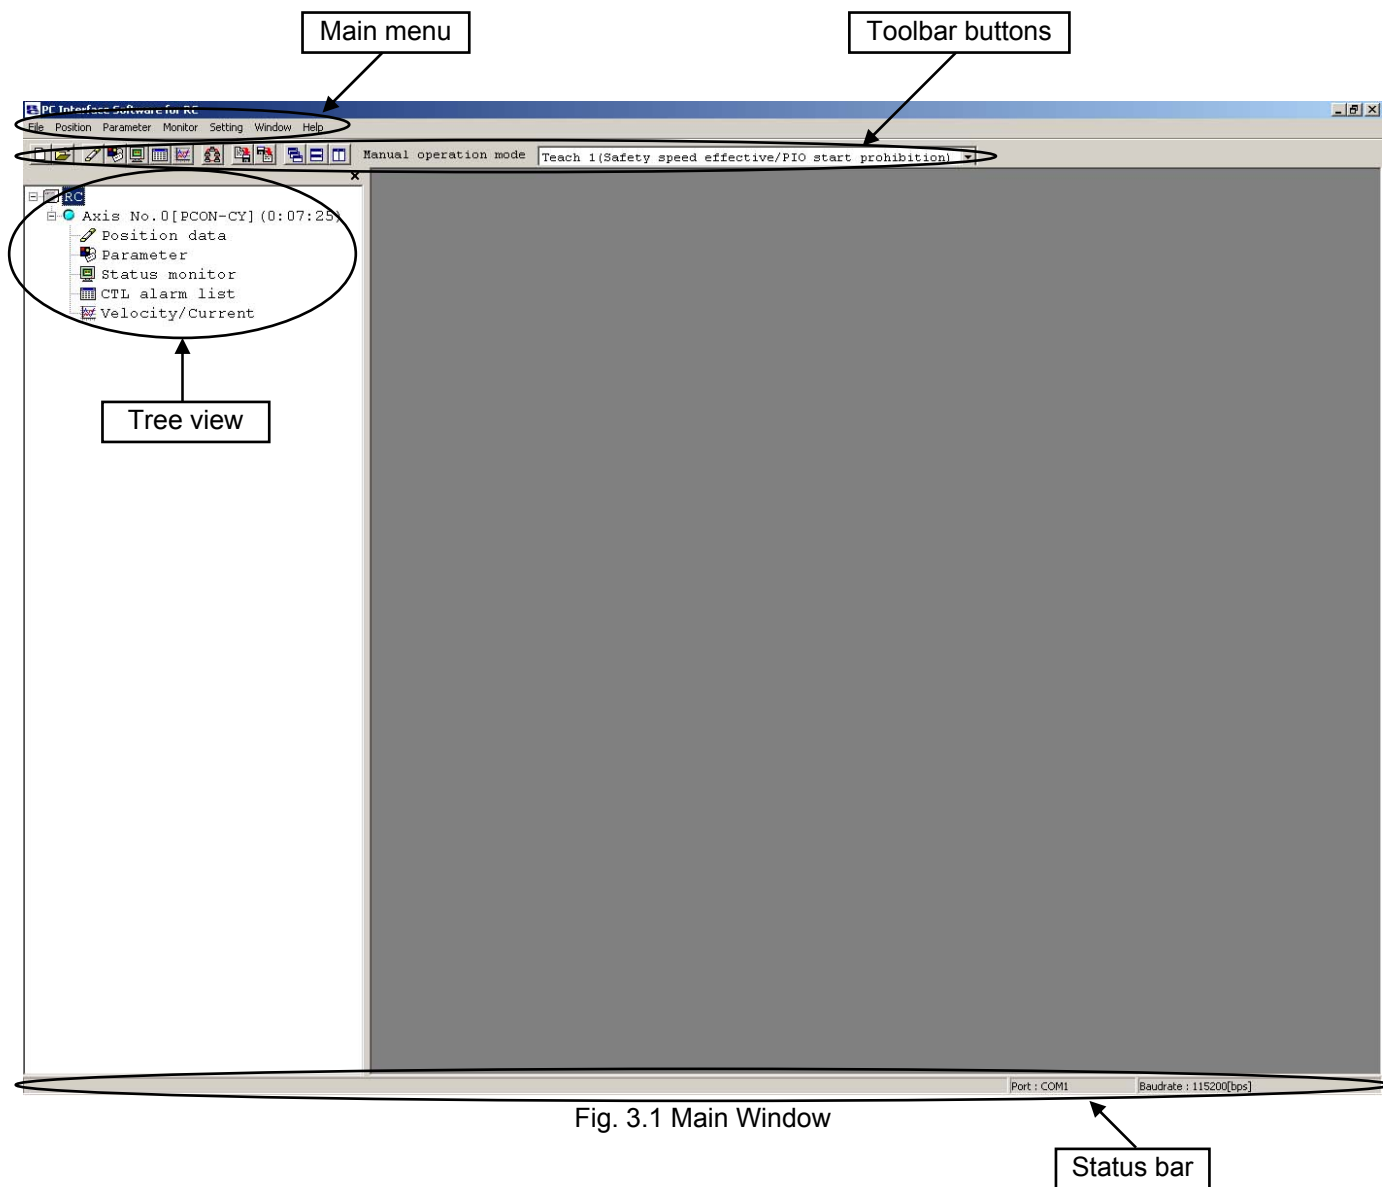 Main menu
Toolbar buttons
PC Interface Software for RC
File Position Parameter Monitor Setting Window Help
Manual operation mode Teach 1(Safety speed effective/PIO start prohibition)
RC
Axis No.0[PCON-CY](0:07:25)
Position data
Parameter
Status monitor
CTL alarm list
Velocity/Current
Tree view
Port : COM1 Baudrate : 115200[bps]
Fig. 3.1 Main Window
Status bar